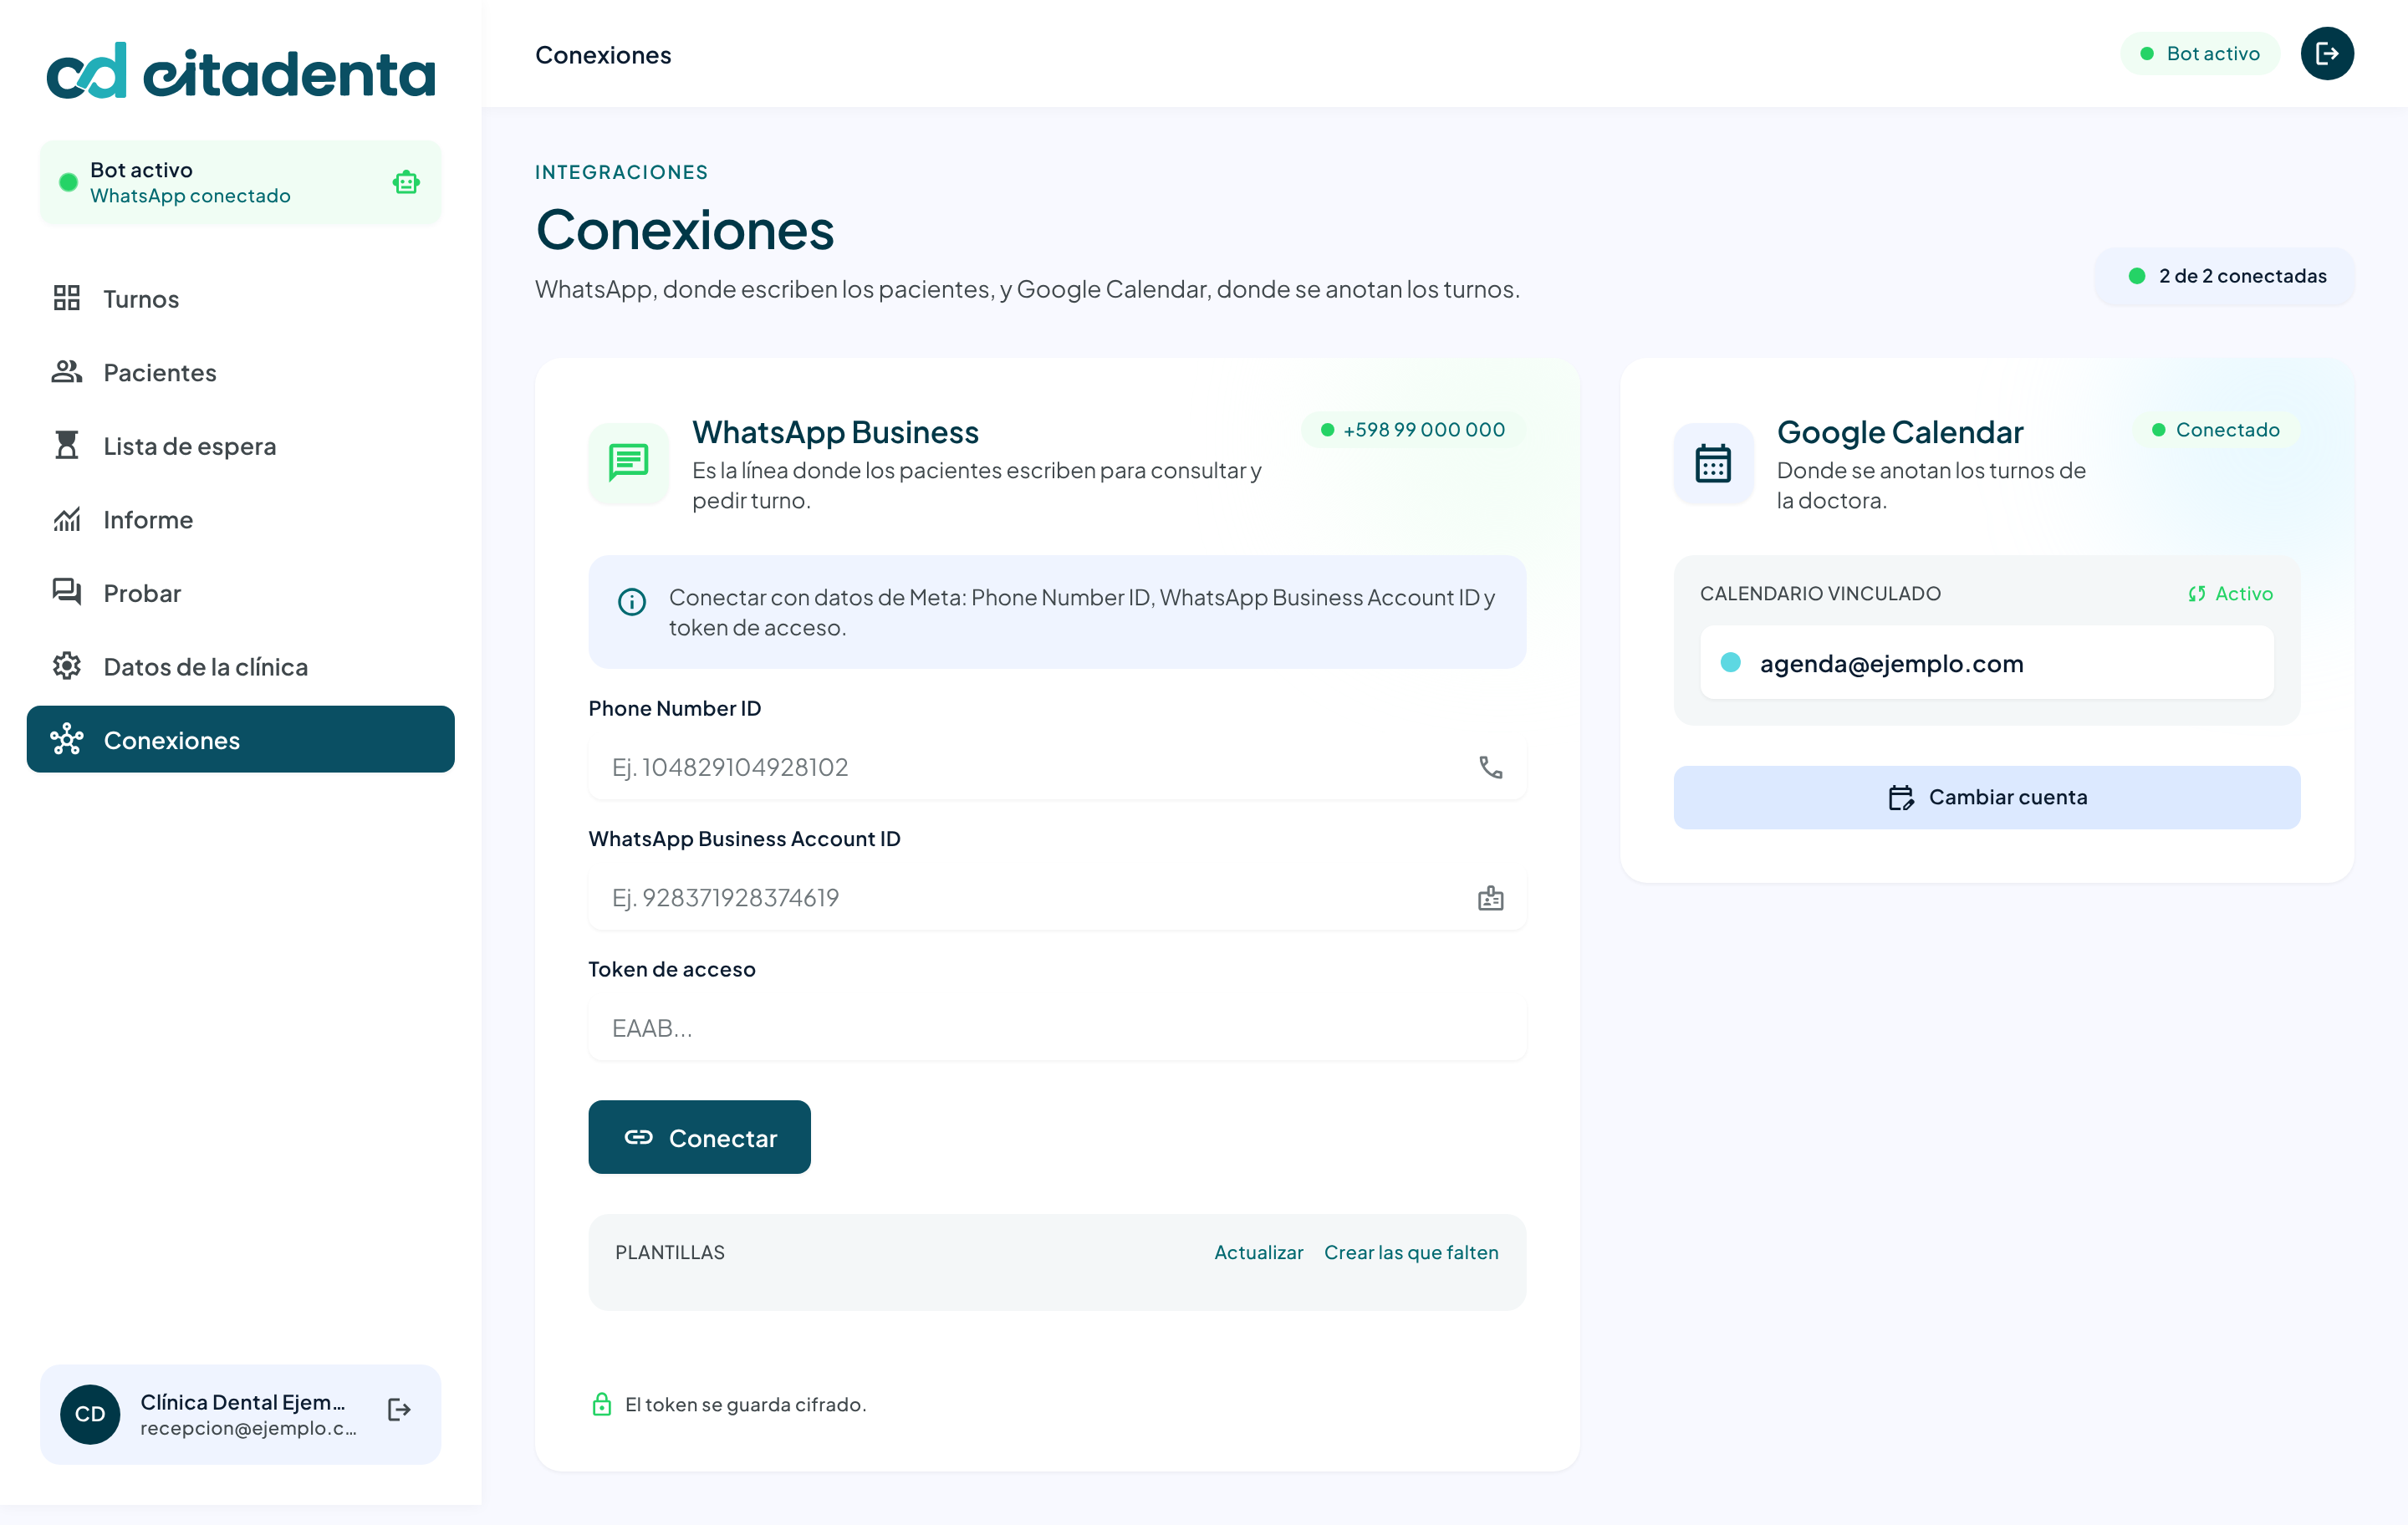 cd citadenta
Bot activo
WhatsApp conectado
Turnos
Pacientes
Lista de espera
Informe
Probar
Datos de la clínica
Conexiones
CD
Clínica Dental Ejem...
recepcion@ejemplo.c...
Conexiones
Bot activo
INTEGRACIONES
Conexiones
WhatsApp, donde escriben los pacientes, y Google Calendar, donde se anotan los turnos.
2 de 2 conectadas
WhatsApp Business
+598 99 000 000
Es la línea donde los pacientes escriben para consultar y
pedir turno.
Conectar con datos de Meta: Phone Number ID, WhatsApp Business Account ID y
token de acceso.
Phone Number ID
Ej. 104829104928102
WhatsApp Business Account ID
Ej. 928371928374619
Token de acceso
EAAB...
Conectar
PLANTILLAS
Actualizar
Crear las que falten
El token se guarda cifrado.
Google Calendar
Conectado
Donde se anotan los turnos de
la doctora.
CALENDARIO VINCULADO
Activo
agenda@ejemplo.com
Cambiar cuenta